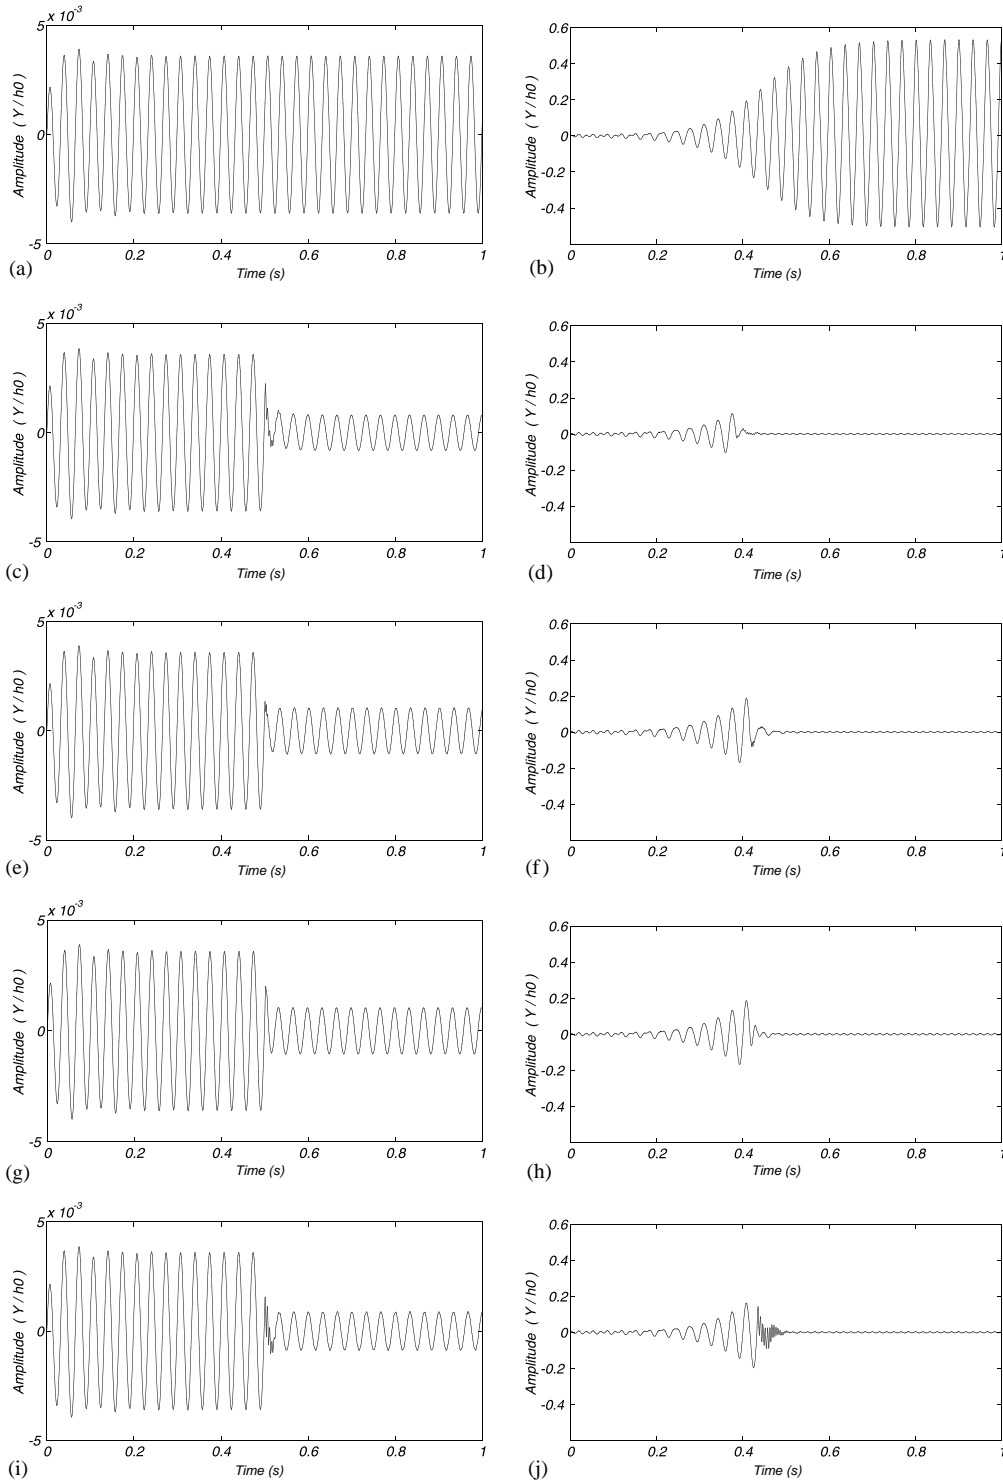 5 x 10⁻³
0
-5
Amplitude ( Y / h0 )
0 0.2 0.4 0.6 0.8 1
Time (s)
(a)
0.6
0.4
0.2
0
-0.2
-0.4
Amplitude ( Y / h0 )
0 0.2 0.4 0.6 0.8 1
Time (s)
(b)
5 x 10⁻³
0
-5
Amplitude ( Y / h0 )
0 0.2 0.4 0.6 0.8 1
Time (s)
(c)
0.6
0.4
0.2
0
-0.2
-0.4
Amplitude ( Y / h0 )
0 0.2 0.4 0.6 0.8 1
Time (s)
(d)
5 x 10⁻³
0
-5
Amplitude ( Y / h0 )
0 0.2 0.4 0.6 0.8 1
Time (s)
(e)
0.6
0.4
0.2
0
-0.2
-0.4
Amplitude ( Y / h0 )
0 0.2 0.4 0.6 0.8 1
Time (s)
(f)
5 x 10⁻³
0
-5
Amplitude ( Y / h0 )
0 0.2 0.4 0.6 0.8 1
Time (s)
(g)
0.6
0.4
0.2
0
-0.2
-0.4
Amplitude ( Y / h0 )
0 0.2 0.4 0.6 0.8 1
Time (s)
(h)
5 x 10⁻³
0
-5
Amplitude ( Y / h0 )
0 0.2 0.4 0.6 0.8 1
Time (s)
(i)
0.6
0.4
0.2
0
-0.2
-0.4
Amplitude ( Y / h0 )
0 0.2 0.4 0.6 0.8 1
Time (s)
(j)